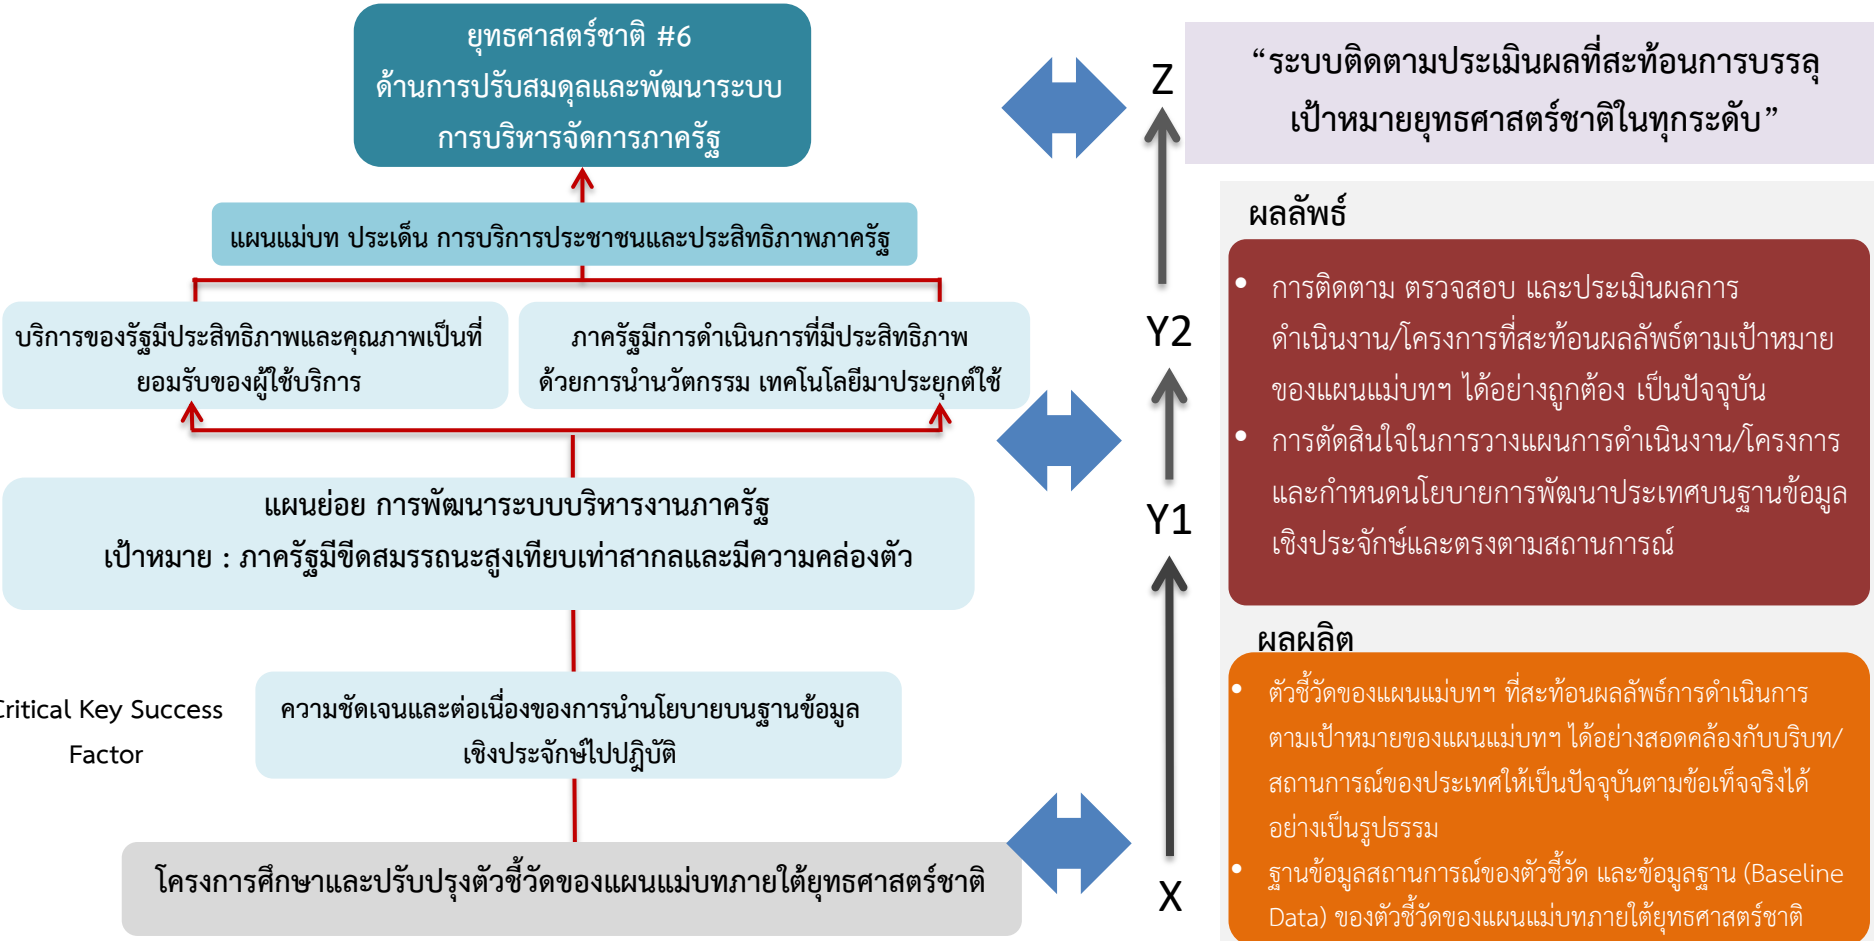 ยุทธศาสตร์ชาติ #6
ด้านการปรับสมดุลและพัฒนาระบบ
การบริหารจัดการภาครัฐ
แผนแม่บท ประเด็น การบริการประชาชนและประสิทธิภาพภาครัฐ
บริการของรัฐมีประสิทธิภาพและคุณภาพเป็นที่
ยอมรับของผู้ใช้บริการ
ภาครัฐมีการดำเนินการที่มีประสิทธิภาพ
ด้วยการนำนวัตกรรม เทคโนโลยีมาประยุกต์ใช้
แผนย่อย การพัฒนาระบบบริหารงานภาครัฐ
เป้าหมาย : ภาครัฐมีขีดสมรรถนะสูงเทียบเท่าสากลและมีความคล่องตัว
Critical Key Success
Factor
ความชัดเจนและต่อเนื่องของการนำนโยบายบนฐานข้อมูล
เชิงประจักษ์ไปปฎิบัติ
โครงการศึกษาและปรับปรุงตัวชี้วัดของแผนแม่บทภายใต้ยุทธศาสตร์ชาติ
Z
Y2
Y1
X
“ระบบติดตามประเมินผลที่สะท้อนการบรรลุ
เป้าหมายยุทธศาสตร์ชาติในทุกระดับ”
ผลลัพธ์
• การติดตาม ตรวจสอบ และประเมินผลการ
ดำเนินงาน/โครงการที่สะท้อนผลลัพธ์ตามเป้าหมาย
ของแผนแม่บทฯ ได้อย่างถูกต้อง เป็นปัจจุบัน
• การตัดสินใจในการวางแผนการดำเนินงาน/โครงการ
และกำหนดนโยบายการพัฒนาประเทศบนฐานข้อมูล
เชิงประจักษ์และตรงตามสถานการณ์
ผลผลิต
• ตัวชี้วัดของแผนแม่บทฯ ที่สะท้อนผลลัพธ์การดำเนินการ
ตามเป้าหมายของแผนแม่บทฯ ได้อย่างสอดคล้องกับบริบท/
สถานการณ์ของประเทศให้เป็นปัจจุบันตามข้อเท็จจริงได้
อย่างเป็นรูปธรรม
• ฐานข้อมูลสถานการณ์ของตัวชี้วัด และข้อมูลฐาน (Baseline
Data) ของตัวชี้วัดของแผนแม่บทภายใต้ยุทธศาสตร์ชาติ